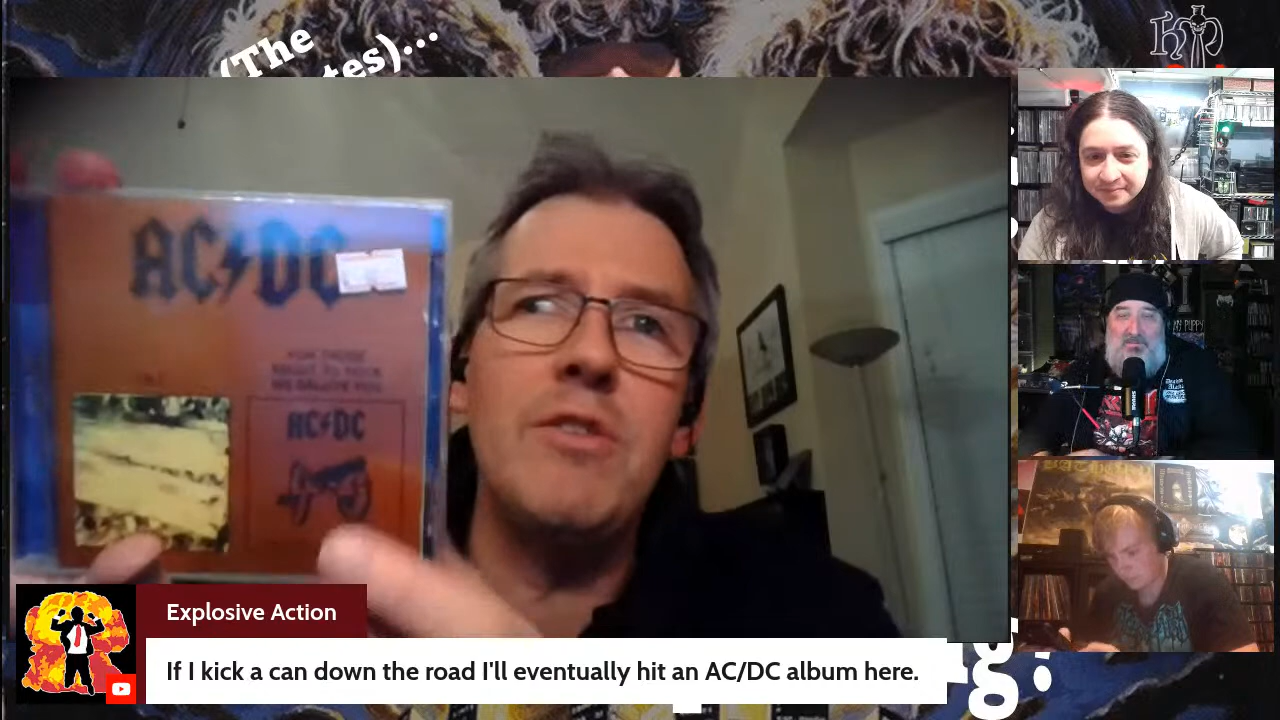 (The
tes)...
AC⚡DC
FOR THOSE
ABOUT TO ROCK
WE SALUTE YOU
AC⚡DC
BATHORY
Explosive Action
If I kick a can down the road I'll eventually hit an AC/DC album here.
g!